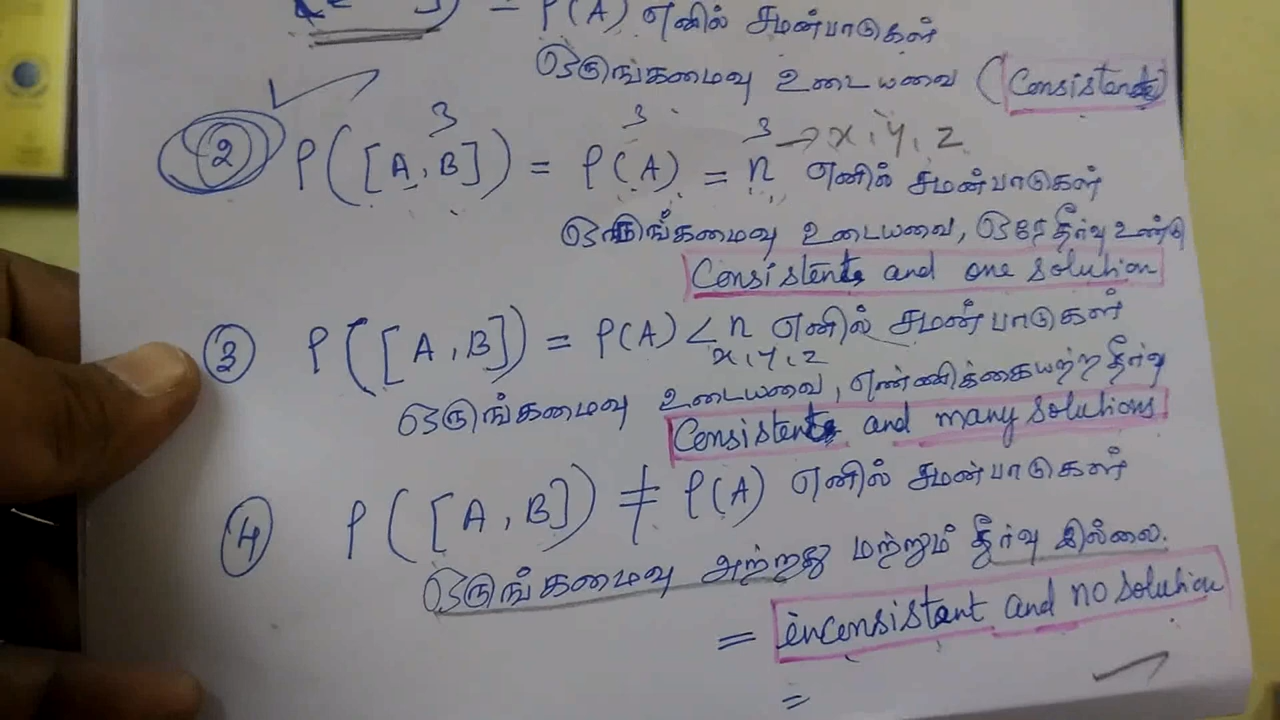 = ρ(A) எனில் சமன்பாடுகள்
ஒருங்கமைவு உடையவை (Consistent)
3 3 3 → x, y, z
② ρ([A, B]) = ρ(A) = n எனில் சமன்பாடுகள்
ஒருங்கமைவு உடையவை, ஒரே தீர்வு உண்டு
Consistent and one solution
③ ρ([A, B]) = ρ(A) < n எனில் சமன்பாடுகள்
x, y, z
ஒருங்கமைவு உடையவை, எண்ணிக்கையற்ற தீர்வு
Consistent and many solutions
④ ρ([A, B]) ≠ ρ(A) எனில் சமன்பாடுகள்
ஒருங்கமைவு அற்றது மற்றும் தீர்வு இல்லை.
= inconsistant and no solution
=